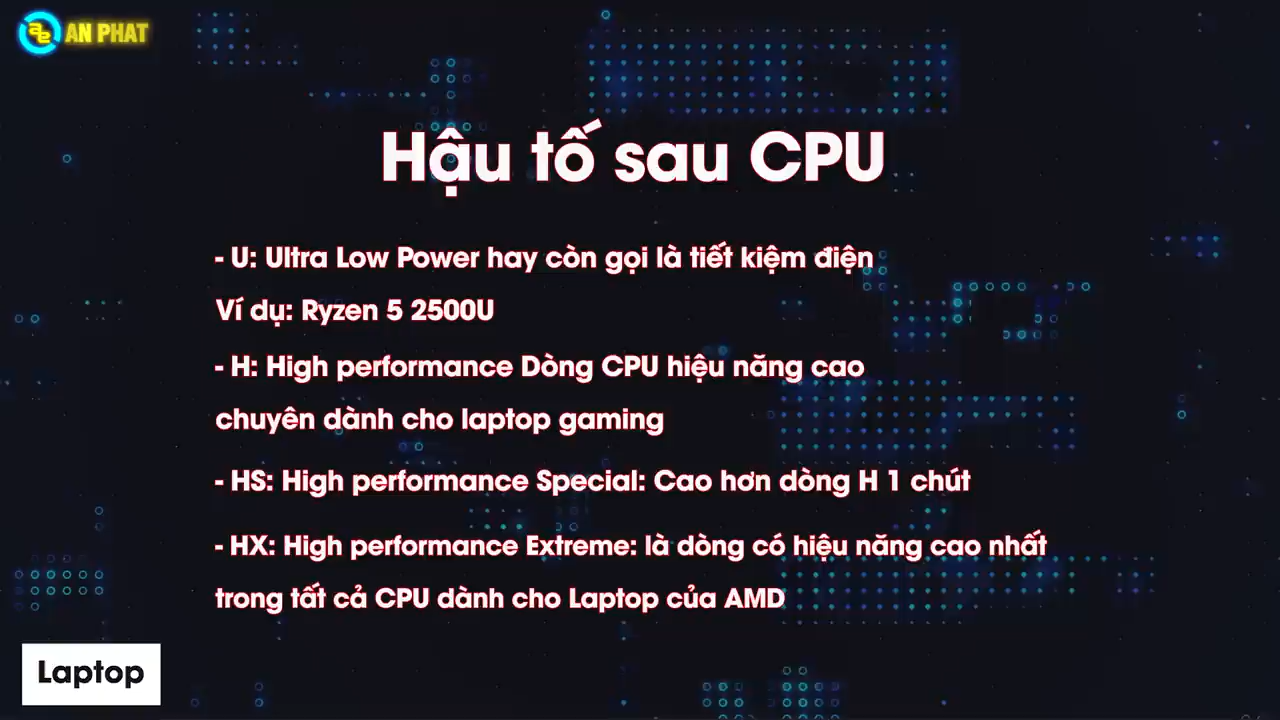 AN PHAT
Hậu tố sau CPU
- U: Ultra Low Power hay còn gọi là tiết kiệm điện
Ví dụ: Ryzen 5 2500U
- H: High performance Dòng CPU hiệu năng cao
chuyên dành cho laptop gaming
- HS: High performance Special: Cao hơn dòng H 1 chút
- HX: High performance Extreme: là dòng có hiệu năng cao nhất
trong tất cả CPU dành cho Laptop của AMD
Laptop